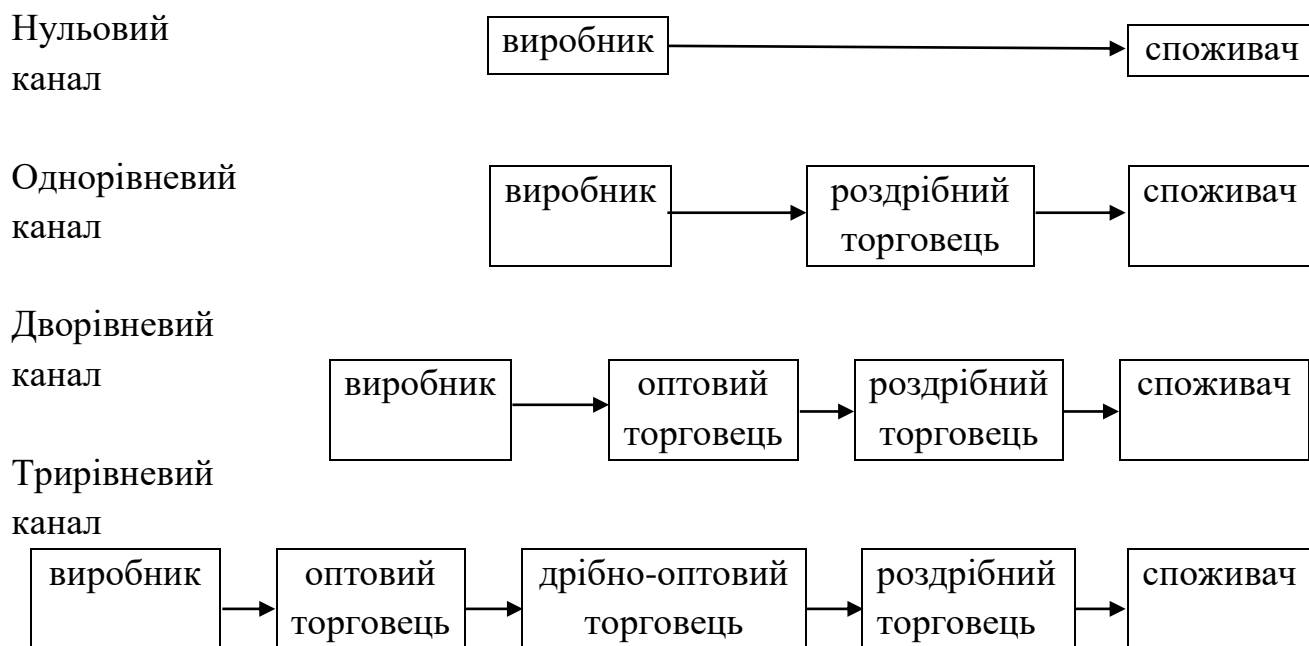 Нульовий
канал
виробник
споживач
Однорівневий
канал
виробник
роздрібний
торговець
споживач
Дворівневий
канал
виробник
оптовий
торговець
роздрібний
торговець
споживач
Трирівневий
канал
виробник
оптовий
торговець
дрібно-оптовий
торговець
роздрібний
торговець
споживач